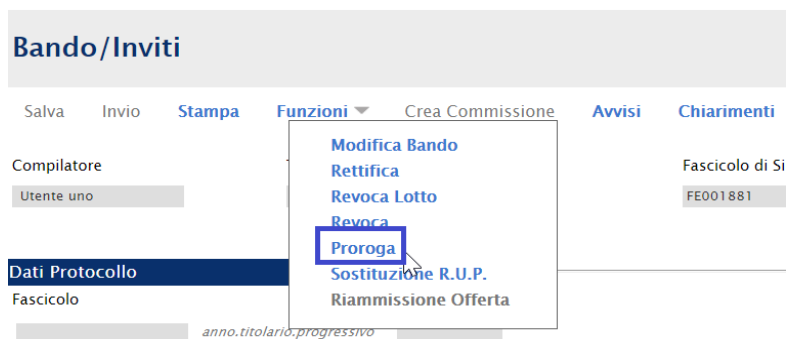 Bando/Inviti
Salva Invio Stampa Funzioni Crea Commissione Avvisi Chiarimenti
Modifica Bando
Compilatore
Rettifica
Fascicolo di Si
Utente uno
Revoca Lotto
FE001881
Revoca
Proroga
Dati Protocollo
Sostituzione R.U.P.
Fascicolo
Riammissione Offerta
anno.titolario.progressivo